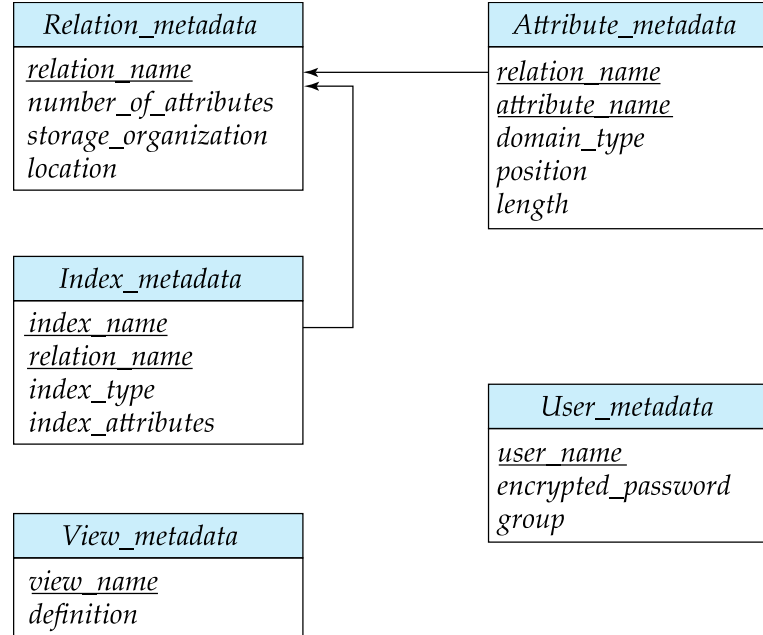 Relation_metadata
relation_name
number_of_attributes
storage_organization
location
Attribute_metadata
relation_name
attribute_name
domain_type
position
length
Index_metadata
index_name
relation_name
index_type
index_attributes
User_metadata
user_name
encrypted_password
group
View_metadata
view_name
definition